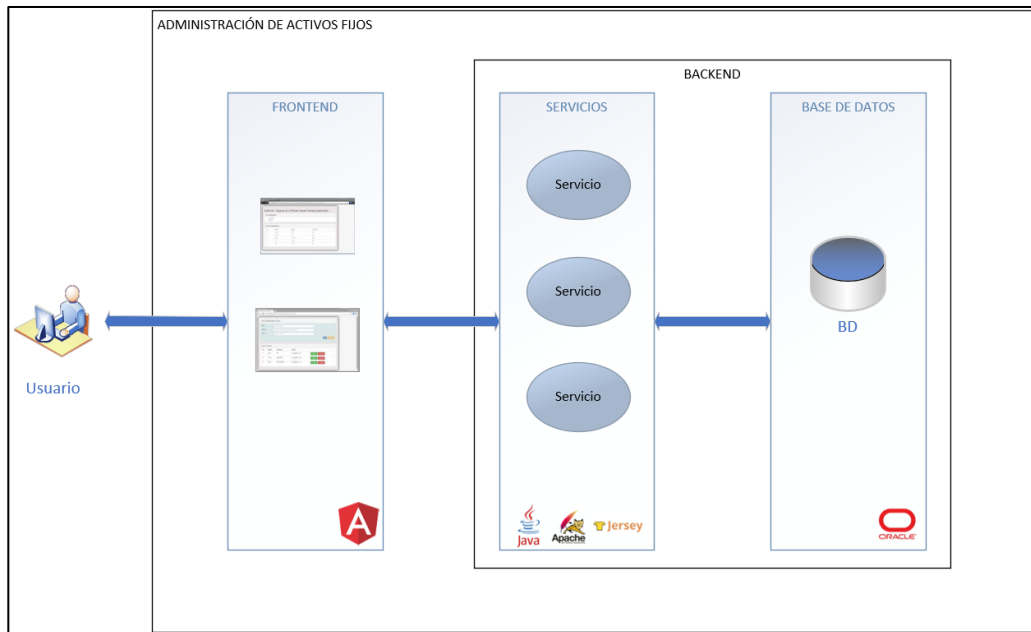 ADMINISTRACIÓN DE ACTIVOS FIJOS
BACKEND
FRONTEND
SERVICIOS
BASE DE DATOS
Servicio
Servicio
Servicio
BD
Usuario
A
Java
Apache
Jersey
ORACLE